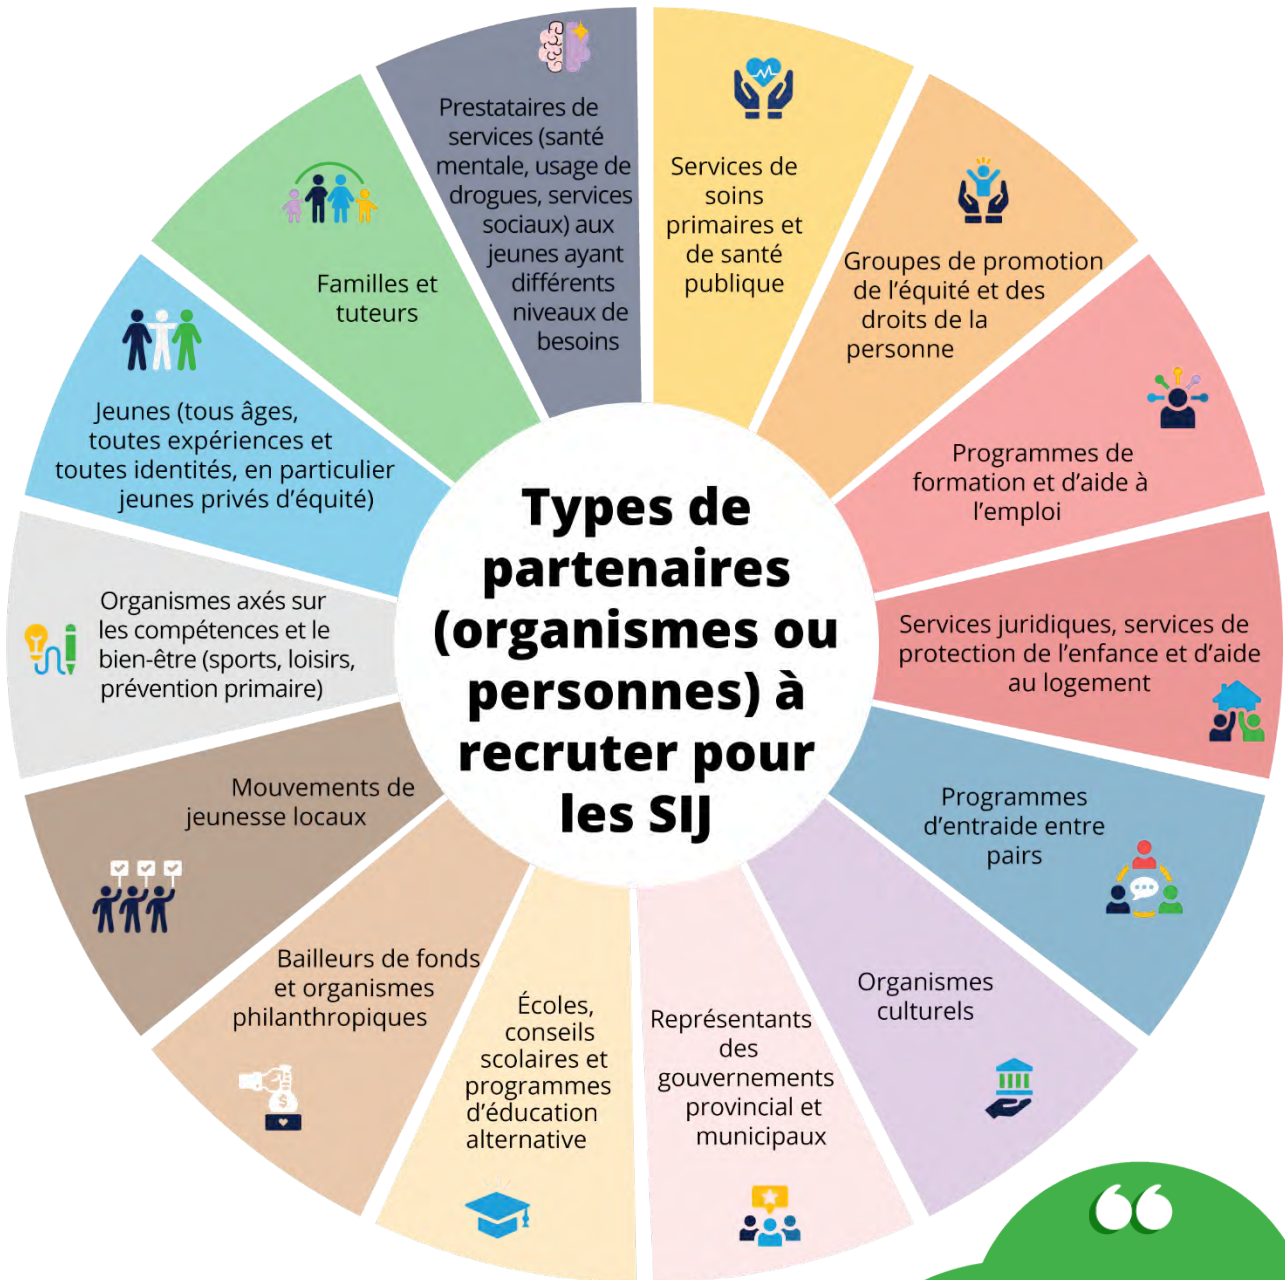 Types de
partenaires
(organismes ou
personnes) à
recruter pour
les SIJ
Services de
soins
primaires et
de santé
publique
Groupes de promotion
de l’équité et des
droits de la
personne
Programmes de
formation et d’aide à
l’emploi
Services juridiques, services de
protection de l’enfance et d’aide
au logement
Programmes
d’entraide entre
pairs
Organismes
culturels
Représentants
des
gouvernements
provincial et
municipaux
Écoles,
conseils
scolaires et
programmes
d’éducation
alternative
Bailleurs de fonds
et organismes
philanthropiques
$
Mouvements de
jeunesse locaux
Organismes axés sur
les compétences et le
bien-être (sports, loisirs,
prévention primaire)
Jeunes (tous âges,
toutes expériences et
toutes identités, en particulier
jeunes privés d’équité)
Familles et
tuteurs
Prestataires de
services (santé
mentale, usage de
drogues, services
sociaux) aux
jeunes ayant
différents
niveaux de
besoins
“